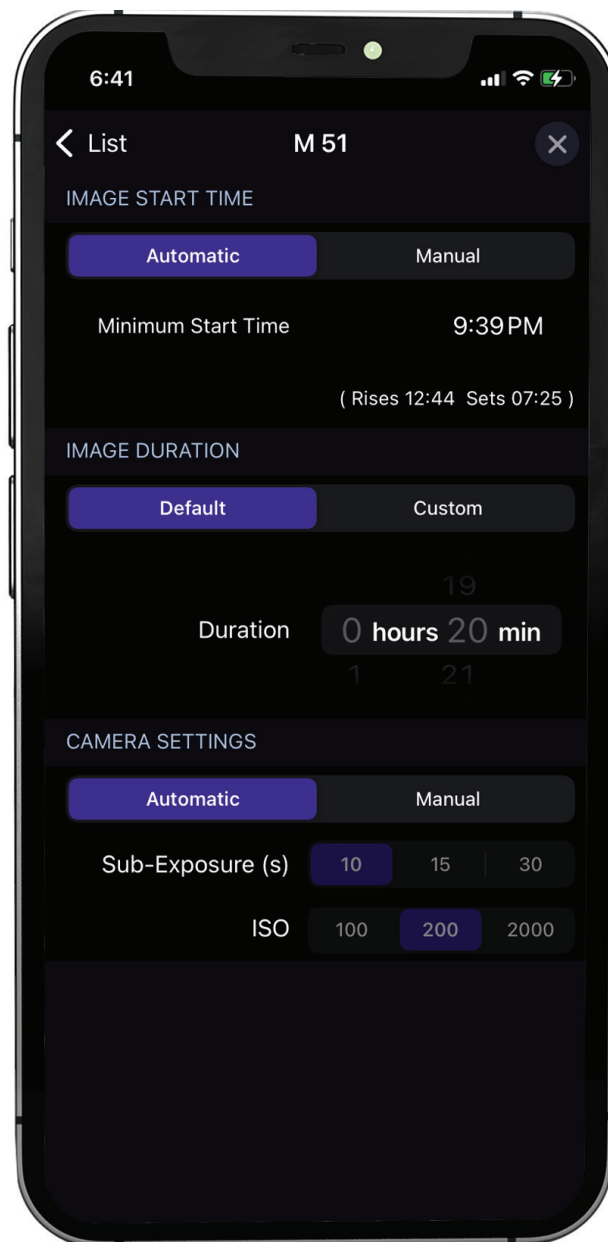 6:41
List M 51
IMAGE START TIME
Automatic Manual
Minimum Start Time 9:39 PM
( Rises 12:44 Sets 07:25 )
IMAGE DURATION
Default Custom
19
Duration 0 hours 20 min
1 21
CAMERA SETTINGS
Automatic Manual
Sub-Exposure (s) 10 15 30
ISO 100 200 2000